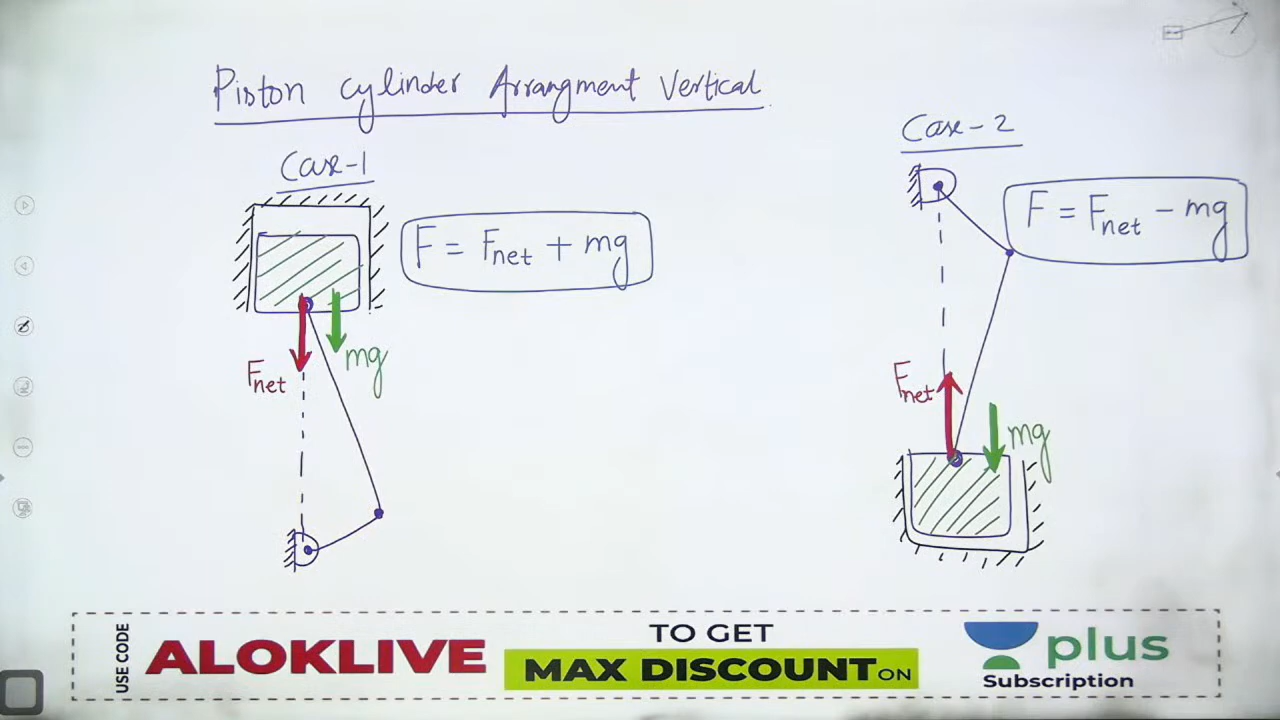 Piston cylinder Arrangment Vertical
Case-1
F = Fnet + mg
Fnet
mg
Case-2
F = Fnet - mg
Fnet
mg
USE CODE
ALOKLIVE
TO GET
MAX DISCOUNT ON
plus
Subscription